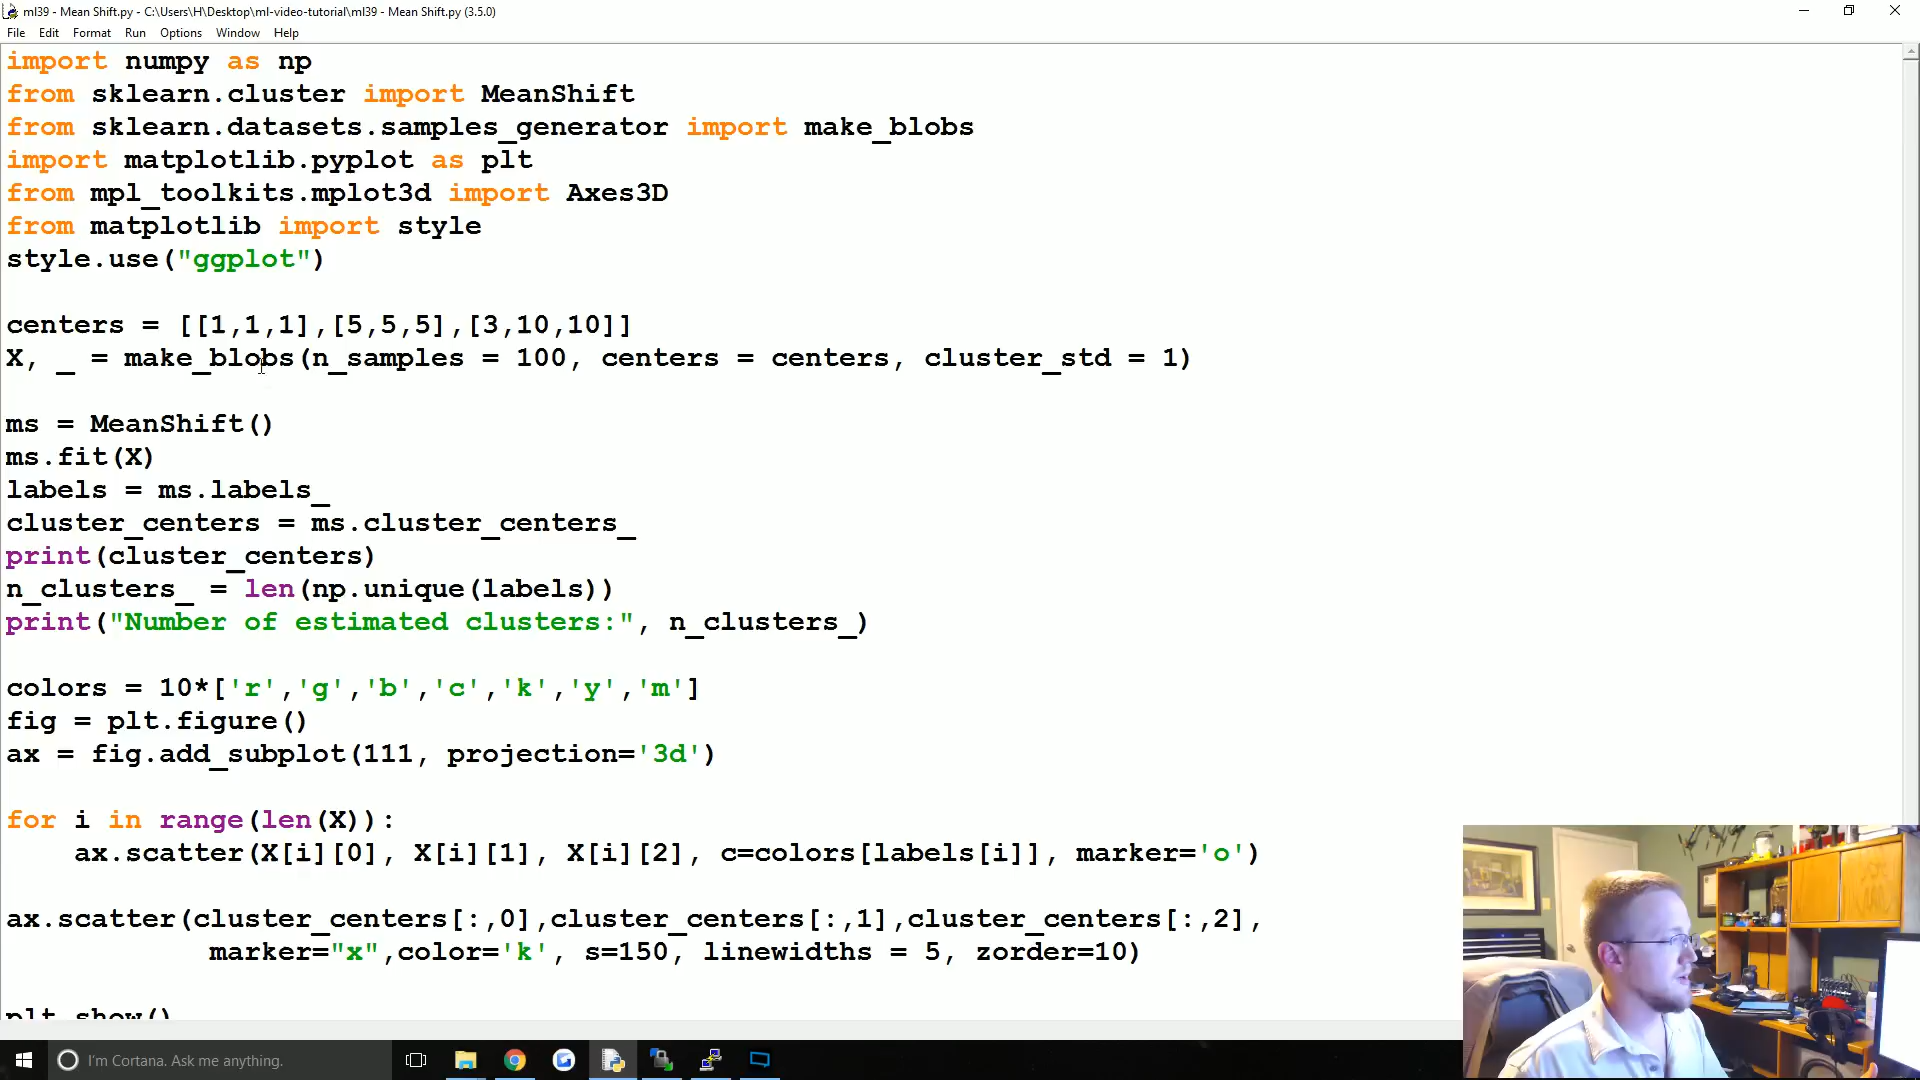 ml39 - Mean Shift.py - C:\Users\H\Desktop\ml-video-tutorial\ml39 - Mean Shift.py (3.5.0)
File Edit Format Run Options Window Help
import numpy as np
from sklearn.cluster import MeanShift
from sklearn.datasets.samples_generator import make_blobs
import matplotlib.pyplot as plt
from mpl_toolkits.mplot3d import Axes3D
from matplotlib import style
style.use("ggplot")
centers = [[1,1,1],[5,5,5],[3,10,10]]
X, _ = make_blobs(n_samples = 100, centers = centers, cluster_std = 1)
ms = MeanShift()
ms.fit(X)
labels = ms.labels_
cluster_centers = ms.cluster_centers_
print(cluster_centers)
n_clusters_ = len(np.unique(labels))
print("Number of estimated clusters:", n_clusters_)
colors = 10*['r','g','b','c','k','y','m']
fig = plt.figure()
ax = fig.add_subplot(111, projection='3d')
for i in range(len(X)):
    ax.scatter(X[i][0], X[i][1], X[i][2], c=colors[labels[i]], marker='o')
ax.scatter(cluster_centers[:,0],cluster_centers[:,1],cluster_centers[:,2],
            marker="x",color='k', s=150, linewidths = 5, zorder=10)
plt.show()
I'm Cortana. Ask me anything.